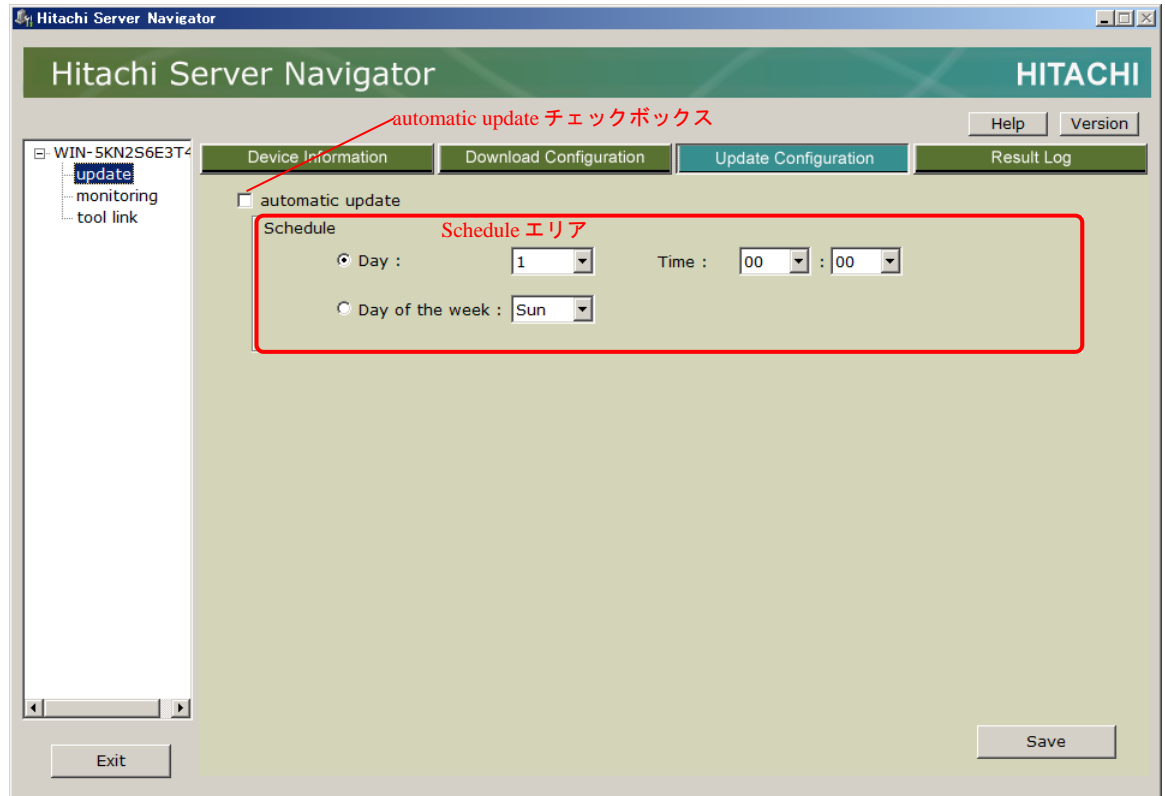 Hitachi Server Navigator
Hitachi Server Navigator
HITACHI
automatic update チェックボックス
Help
Version
WIN-5KN2S6E3T4
update
monitoring
tool link
Device Information
Download Configuration
Update Configuration
Result Log
automatic update
Schedule
Schedule エリア
Day :
1
Time :
00
:
00
Day of the week :
Sun
Save
Exit